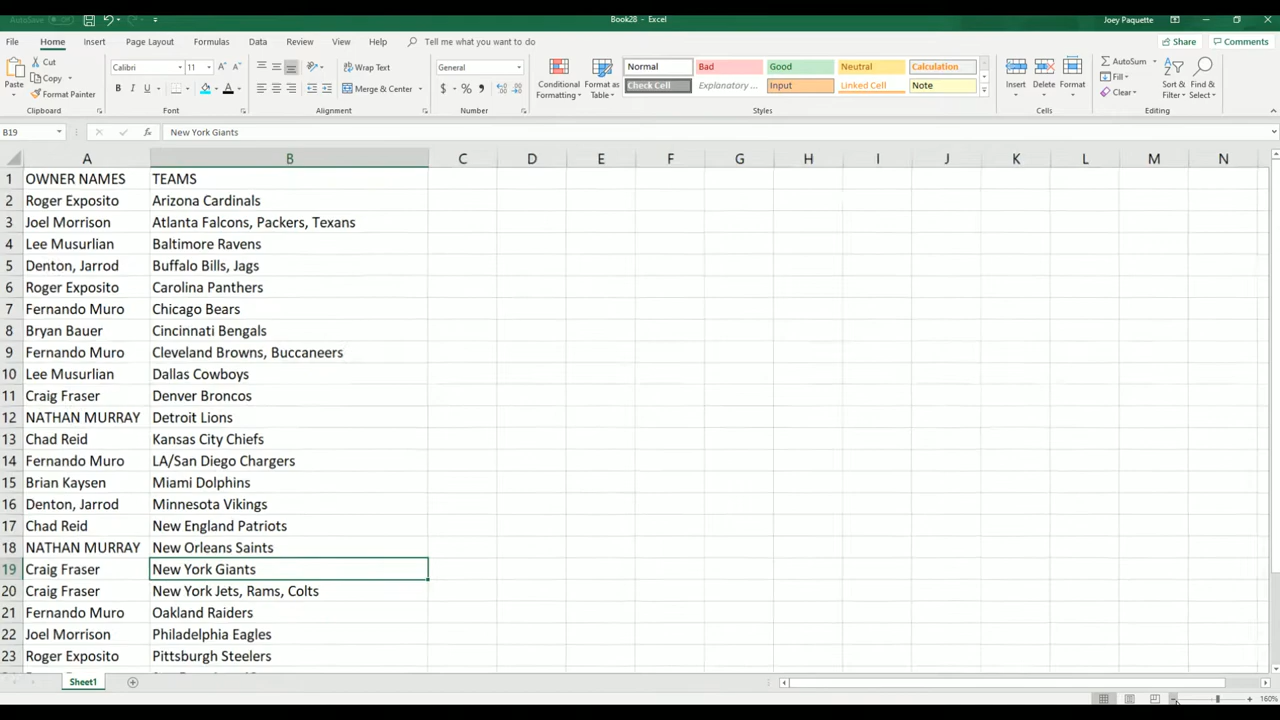 AutoSave Off
Book28 - Excel
Joey Paquette
File Home Insert Page Layout Formulas Data Review View Help Tell me what you want to do Share Comments
Paste
Cut
Copy
Format Painter
Clipboard
Calibri 11
B I U
Font
Wrap Text
Merge & Center
Alignment
General
$ % ,
Number
Conditional Formatting
Format as Table
Normal Bad Good Neutral Calculation
Check Cell Explanatory ... Input Linked Cell Note
Styles
Insert Delete Format
Cells
AutoSum
Fill
Clear
Sort & Filter
Find & Select
Editing
B19 fx New York Giants
A B C D E F G H I J K L M N
1 OWNER NAMES TEAMS
2 Roger Exposito Arizona Cardinals
3 Joel Morrison Atlanta Falcons, Packers, Texans
4 Lee Musurlian Baltimore Ravens
5 Denton, Jarrod Buffalo Bills, Jags
6 Roger Exposito Carolina Panthers
7 Fernando Muro Chicago Bears
8 Bryan Bauer Cincinnati Bengals
9 Fernando Muro Cleveland Browns, Buccaneers
10 Lee Musurlian Dallas Cowboys
11 Craig Fraser Denver Broncos
12 NATHAN MURRAY Detroit Lions
13 Chad Reid Kansas City Chiefs
14 Fernando Muro LA/San Diego Chargers
15 Brian Kaysen Miami Dolphins
16 Denton, Jarrod Minnesota Vikings
17 Chad Reid New England Patriots
18 NATHAN MURRAY New Orleans Saints
19 Craig Fraser New York Giants
20 Craig Fraser New York Jets, Rams, Colts
21 Fernando Muro Oakland Raiders
22 Joel Morrison Philadelphia Eagles
23 Roger Exposito Pittsburgh Steelers
Sheet1
160%